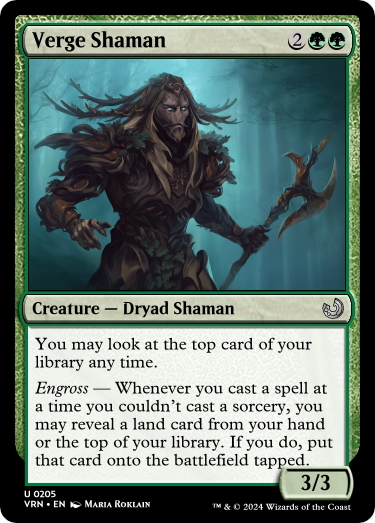 Verge Shaman 2
Creature — Dryad Shaman
You may look at the top card of your
library any time.
Engross — Whenever you cast a spell at
a time you couldn't cast a sorcery, you
may reveal a land card from your hand
or the top of your library. If you do, put
that card onto the battlefield tapped.
3/3
U 0205
VRN • EN Maria Roklain
™ & © 2024 Wizards of the Coast